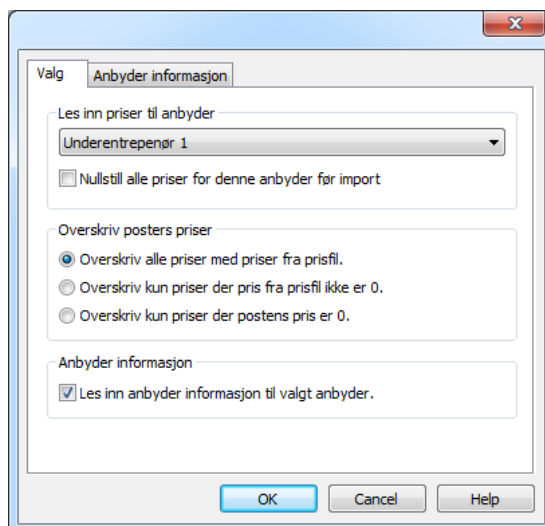 Valg
Anbyder informasjon
Les inn priser til anbyder
Underentrepenør 1
Nullstill alle priser for denne anbyder før import
Overskriv posters priser
Overskriv alle priser med priser fra prisfil.
Overskriv kun priser der pris fra prisfil ikke er 0.
Overskriv kun priser der postens pris er 0.
Anbyder informasjon
Les inn anbyder informasjon til valgt anbyder.
OK Cancel Help